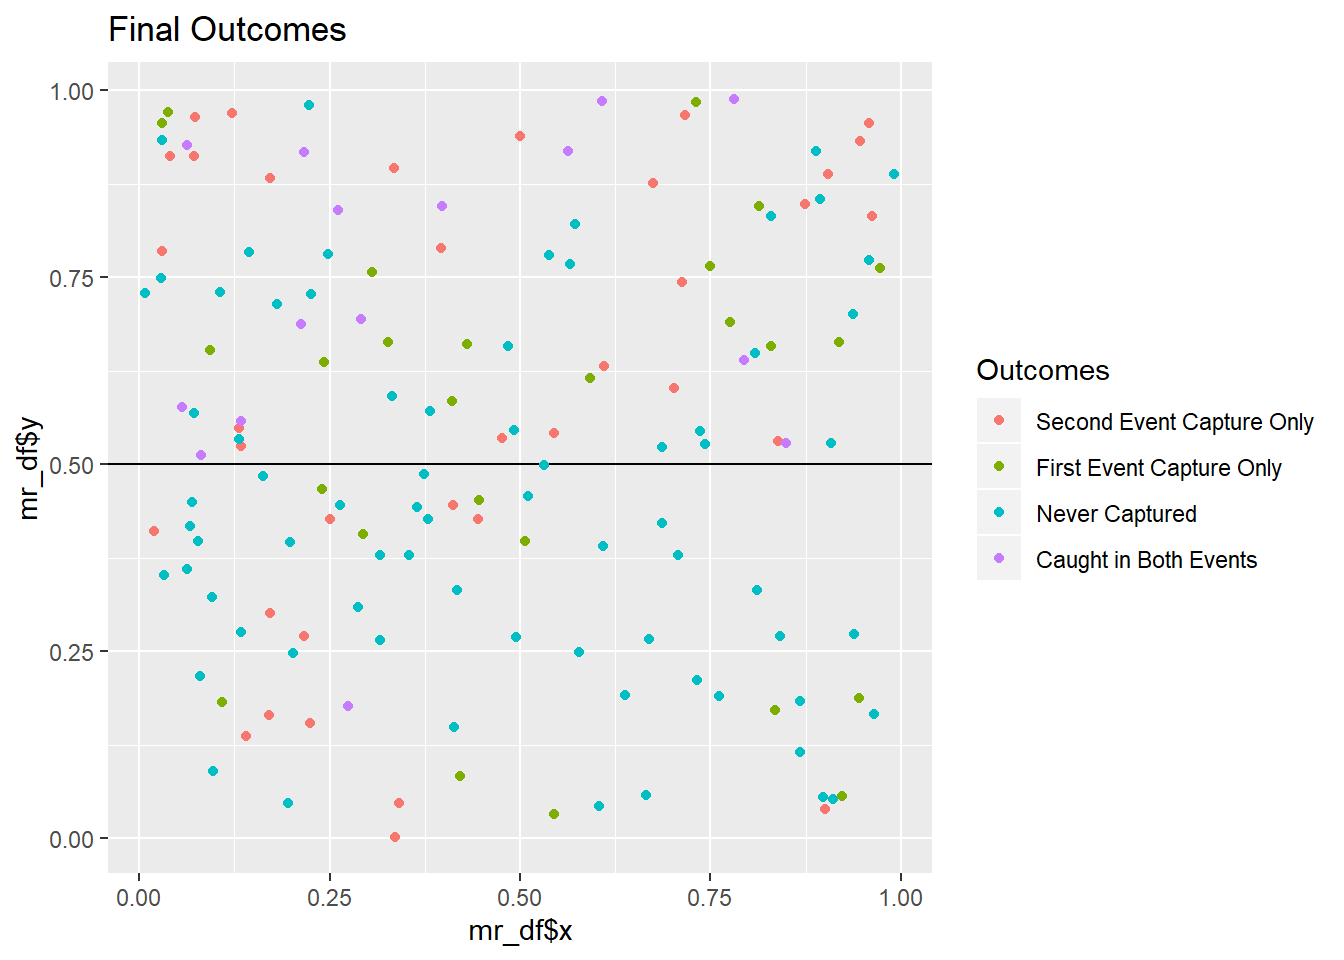 Final Outcomes
1.00
0.75
0.50
0.25
0.00
mr_df$y
0.00 0.25 0.50 0.75 1.00
mr_df$x
Outcomes
Second Event Capture Only
First Event Capture Only
Never Captured
Caught in Both Events